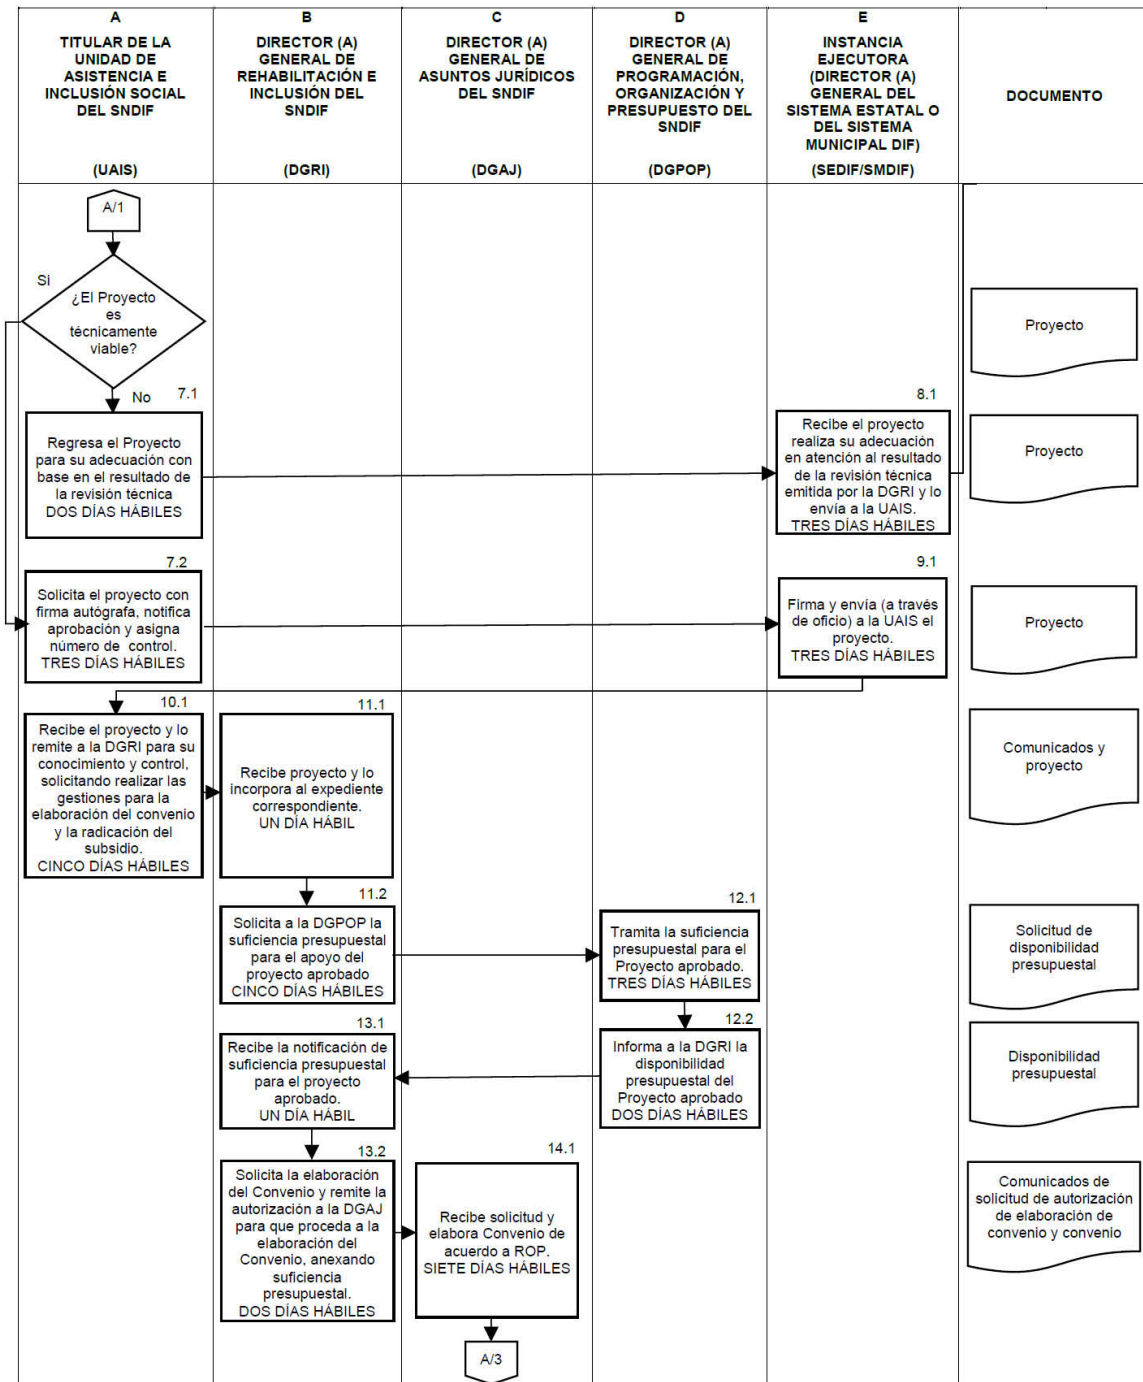 A
TITULAR DE LA
UNIDAD DE
ASISTENCIA E
INCLUSIÓN SOCIAL
DEL SNDIF
(UAIS)
B
DIRECTOR (A)
GENERAL DE
REHABILITACIÓN E
INCLUSIÓN DEL
SNDIF
(DGRI)
C
DIRECTOR (A)
GENERAL DE
ASUNTOS JURÍDICOS
DEL SNDIF
(DGAJ)
D
DIRECTOR (A)
GENERAL DE
PROGRAMACIÓN,
ORGANIZACIÓN Y
PRESUPUESTO DEL
SNDIF
(DGPOP)
E
INSTANCIA
EJECUTORA
(DIRECTOR (A)
GENERAL DEL
SISTEMA ESTATAL O
DEL SISTEMA
MUNICIPAL DIF)
(SEDIF/SMDIF)
DOCUMENTO
A/1
Si
¿El Proyecto
es
técnicamente
viable?
Proyecto
No
7.1
Regresa el Proyecto
para su adecuación con
base en el resultado de
la revisión técnica
DOS DÍAS HÁBILES
8.1
Recibe el proyecto
realiza su adecuación
en atención al resultado
de la revisión técnica
emitida por la DGRI y lo
envía a la UAIS.
TRES DÍAS HÁBILES
Proyecto
7.2
Solicita el proyecto con
firma autógrafa, notifica
aprobación y asigna
número de control.
TRES DÍAS HÁBILES
9.1
Firma y envía (a través
de oficio) a la UAIS el
proyecto.
TRES DÍAS HÁBILES
Proyecto
10.1
Recibe el proyecto y lo
remite a la DGRI para su
conocimiento y control,
solicitando realizar las
gestiones para la
elaboración del convenio
y la radicación del
subsidio.
CINCO DÍAS HÁBILES
11.1
Recibe proyecto y lo
incorpora al expediente
correspondiente.
UN DÍA HÁBIL
Comunicados y
proyecto
11.2
Solicita a la DGPOP la
suficiencia presupuestal
para el apoyo del
proyecto aprobado
CINCO DÍAS HÁBILES
12.1
Tramita la suficiencia
presupuestal para el
Proyecto aprobado.
TRES DÍAS HÁBILES
Solicitud de
disponibilidad
presupuestal
13.1
Recibe la notificación de
suficiencia presupuestal
para el proyecto
aprobado.
UN DÍA HÁBIL
12.2
Informa a la DGRI la
disponibilidad
presupuestal del
Proyecto aprobado
DOS DÍAS HÁBILES
Disponibilidad
presupuestal
13.2
Solicita la elaboración
del Convenio y remite la
autorización a la DGAJ
para que proceda a la
elaboración del
Convenio, anexando
suficiencia
presupuestal.
DOS DÍAS HÁBILES
14.1
Recibe solicitud y
elabora Convenio de
acuerdo a ROP.
SIETE DÍAS HÁBILES
Comunicados de
solicitud de autorización
de elaboración de
convenio y convenio
A/3